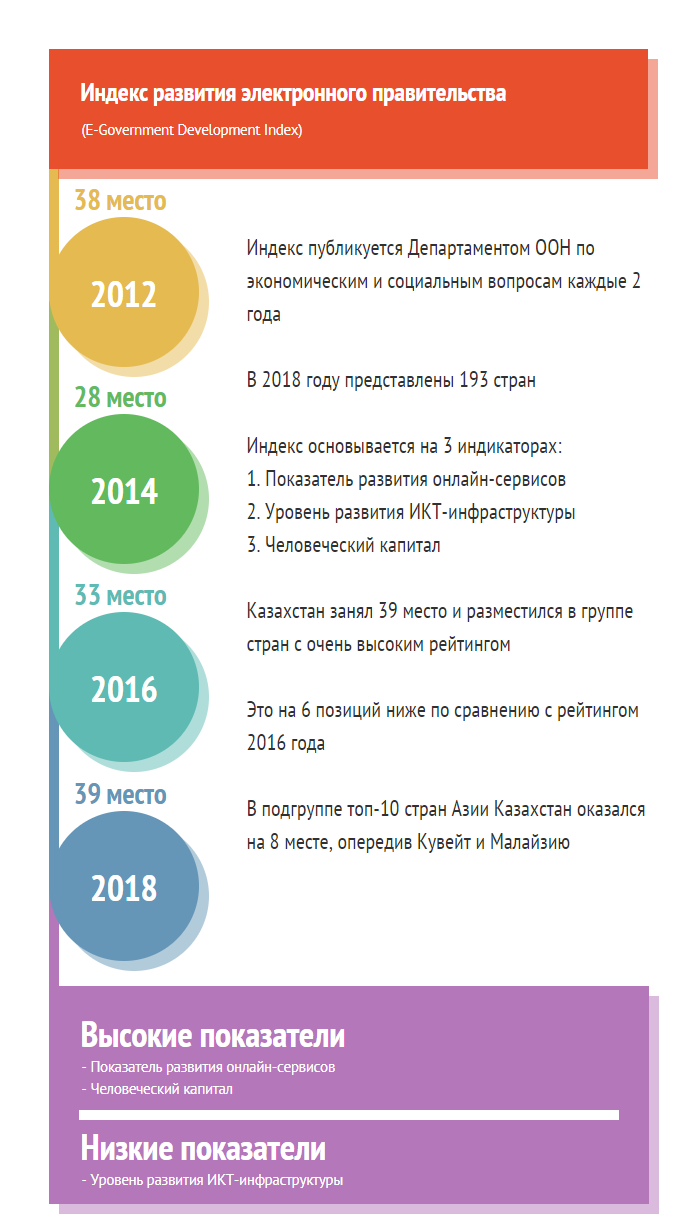 Индекс развития электронного правительства
(E-Government Development Index)
38 место
2012
28 место
2014
33 место
2016
39 место
2018
Индекс публикуется Департаментом ООН по
экономическим и социальным вопросам каждые 2
года
В 2018 году представлены 193 стран
Индекс основывается на 3 индикаторах:
1. Показатель развития онлайн-сервисов
2. Уровень развития ИКТ-инфраструктуры
3. Человеческий капитал
Казахстан занял 39 место и разместился в группе
стран с очень высоким рейтингом
Это на 6 позиций ниже по сравнению с рейтингом
2016 года
В подгруппе топ-10 стран Азии Казахстан оказался
на 8 месте, опередив Кувейт и Малайзию
Высокие показатели
- Показатель развития онлайн-сервисов
- Человеческий капитал
Низкие показатели
- Уровень развития ИКТ-инфраструктуры